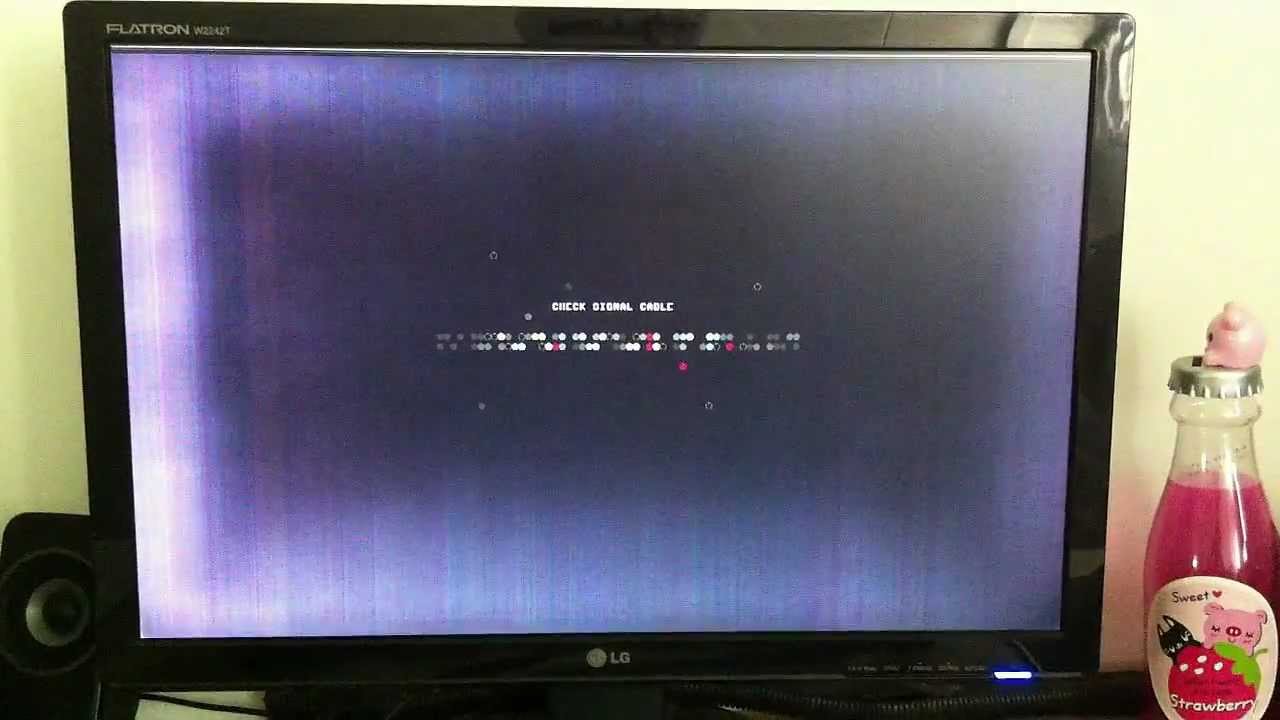 FLATRON W2242T
CHECK SIGNAL CABLE
LG
Sweet
Strawberry